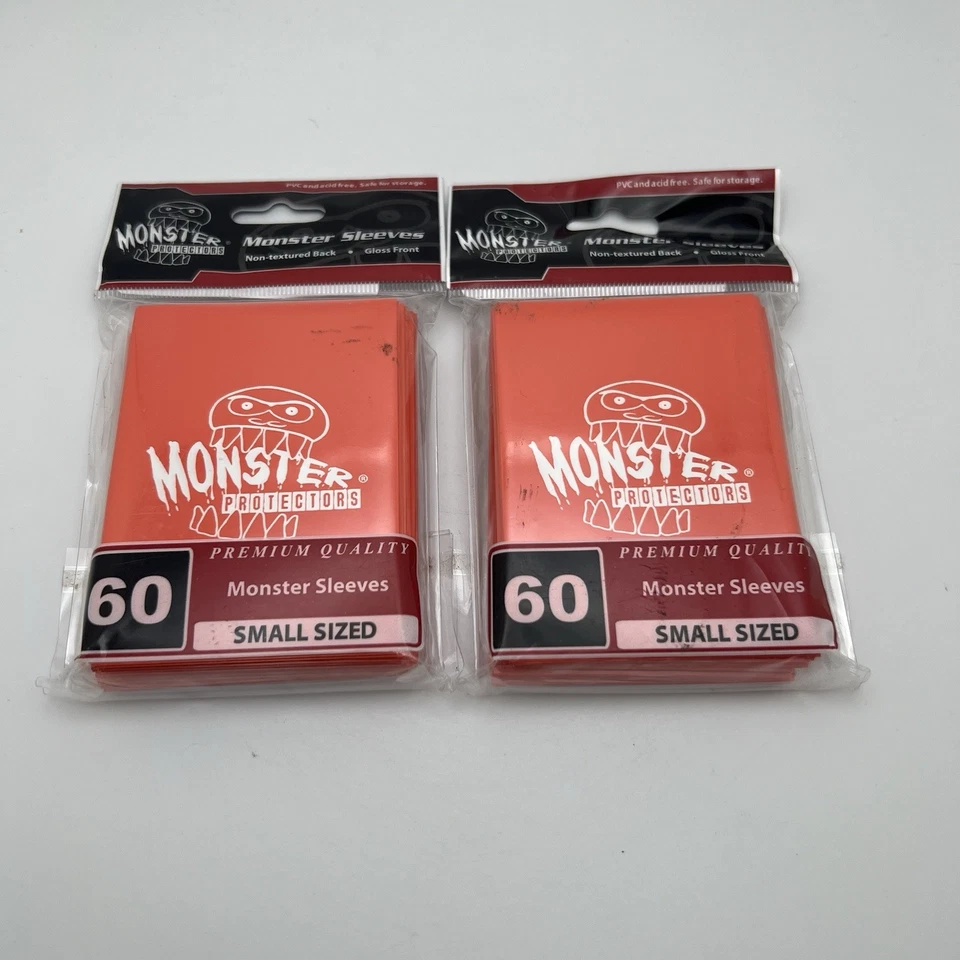 PVC and acid free. Safe for storage.
MONSTER
PROTECTORS
Monster Sleeves
Non-textured Back • Gloss Front
MONSTER®
PROTECTORS
PREMIUM QUALITY
60
Monster Sleeves
SMALL SIZED
PVC and acid free. Safe for storage.
MONSTER
PROTECTORS
Monster Sleeves
Non-textured Back • Gloss Front
MONSTER®
PROTECTORS
PREMIUM QUALITY
60
Monster Sleeves
SMALL SIZED